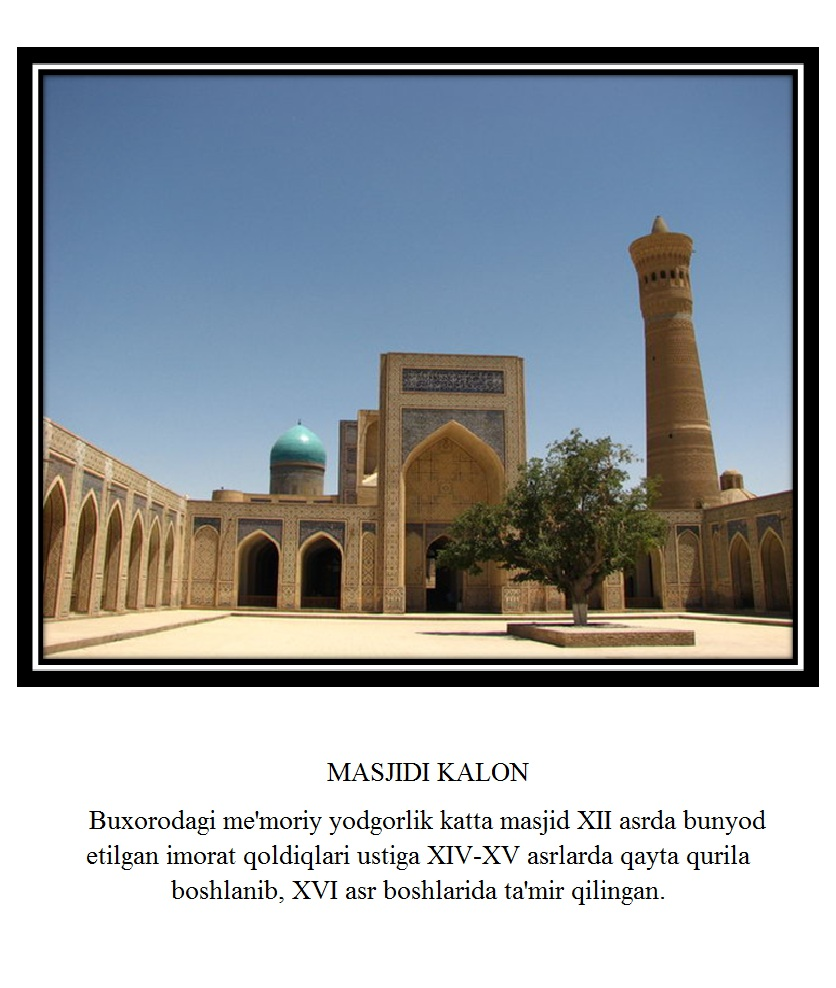 MASJIDI KALON
Buxorodagi me'moriy yodgorlik katta masjid XII asrda bunyod
etilgan imorat qoldiqlari ustiga XIV-XV asrlarda qayta qurila
boshlanib, XVI asr boshlarida ta'mir qilingan.